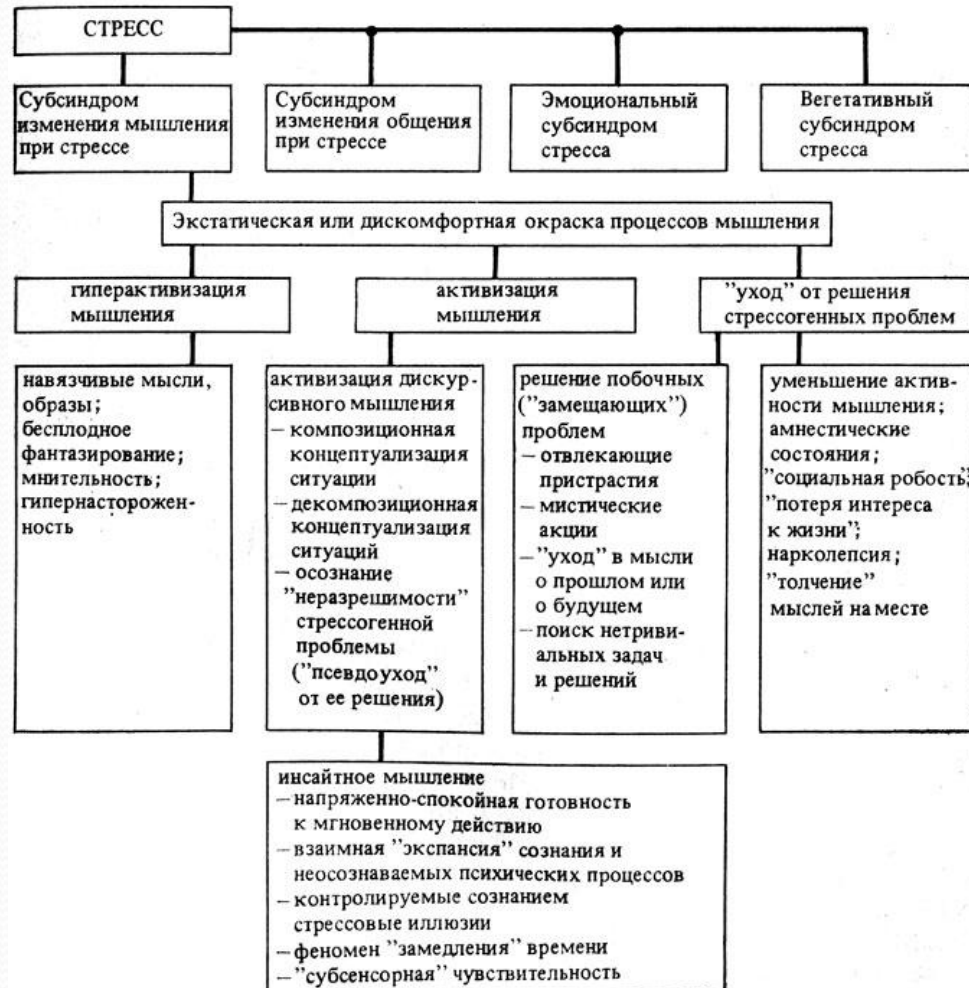 СТРЕСС
Субсиндром
изменения мышления
при стрессе
Субсиндром
изменения общения
при стрессе
Эмоциональный
субсиндром
стресса
Вегетативный
субсиндром
стресса
Экстатическая или дискомфортная окраска процессов мышления
гиперактивизация
мышления
активизация
мышления
"уход" от решения
стрессогенных проблем
навязчивые мысли,
образы;
бесплодное
фантазирование;
мнительность;
гипернасторожен-
ность
активизация дискур-
сивного мышления
– композиционная
концептуализация
ситуации
– декомпозиционная
концептуализация
ситуаций
– осознание
"неразрешимости"
стрессогенной
проблемы
("псевдоуход"
от ее решения)
решение побочных
("замещающих")
проблем
– отвлекающие
пристрастия
– мистические
акции
– "уход" в мысли
о прошлом или
о будущем
– поиск нетриви-
альных задач
и решений
уменьшение актив-
ности мышления;
амнестические
состояния;
"социальная робость";
"потеря интереса
к жизни";
нарколепсия;
"толчение"
мыслей на месте
инсайтное мышление
– напряженно-спокойная готовность
к мгновенному действию
– взаимная "экспансия" сознания и
неосознаваемых психических процессов
– контролируемые сознанием
стрессовые иллюзии
– феномен "замедления" времени
– "субсенсорная" чувствительность